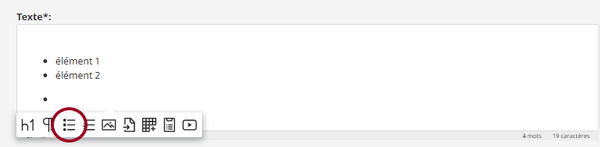 Texte*:
• élément 1
• élément 2
•
h1
4 mots 19 caractères